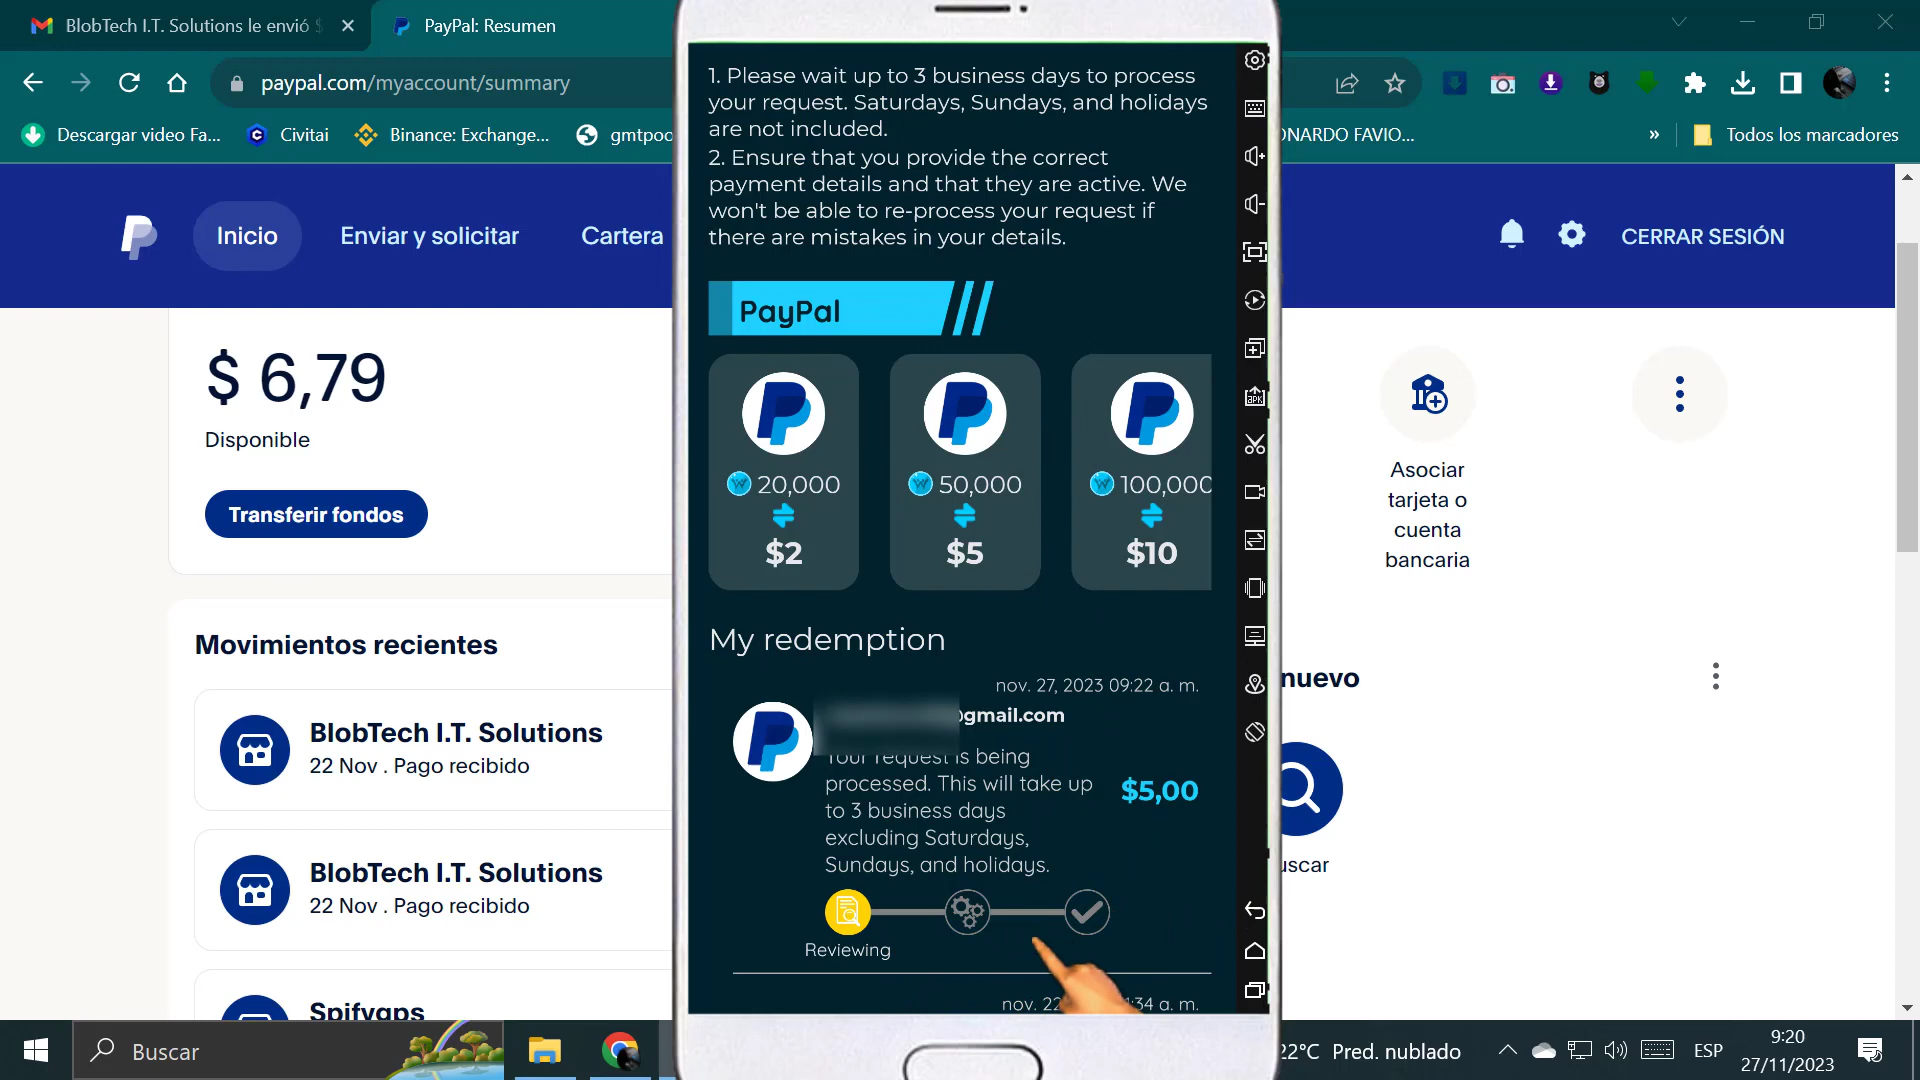 BlobTech I.T. Solutions le envió $
PayPal: Resumen
paypal.com/myaccount/summary
Descargar video Fa...
Civitai
Binance: Exchange...
gmtpoo
ONARDO FAVIO...
»
Todos los marcadores
Inicio
Enviar y solicitar
Cartera
CERRAR SESIÓN
$ 6,79
Disponible
Transferir fondos
Movimientos recientes
BlobTech I.T. Solutions
22 Nov . Pago recibido
BlobTech I.T. Solutions
22 Nov . Pago recibido
Spifygps
1. Please wait up to 3 business days to process
your request. Saturdays, Sundays, and holidays
are not included.
2. Ensure that you provide the correct
payment details and that they are active. We
won't be able to re-process your request if
there are mistakes in your details.
PayPal
20,000
$2
50,000
$5
100,000
$10
My redemption
nov. 27, 2023 09:22 a. m.
@gmail.com
Your request is being
processed. This will take up
to 3 business days
excluding Saturdays,
Sundays, and holidays.
$5,00
Reviewing
nov. 22
:34 a. m.
Asociar
tarjeta o
cuenta
bancaria
nuevo
uscar
Buscar
22°C Pred. nublado
ESP
9:20
27/11/2023